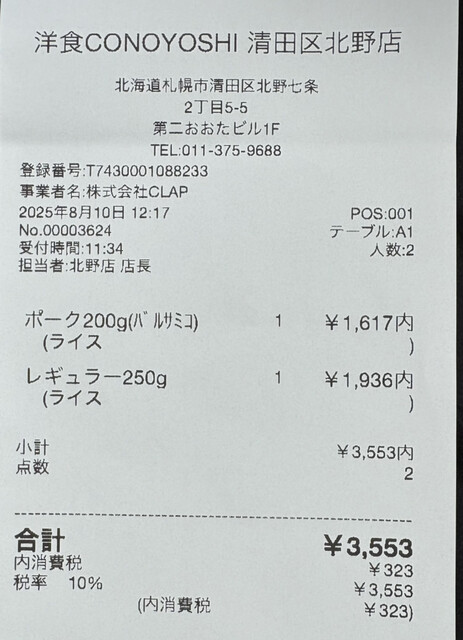 洋食CONOYOSHI 清田区北野店
北海道札幌市清田区北野七条
2丁目5-5
第二おおたビル1F
TEL:011-375-9688
登録番号:T7430001088233
事業者名:株式会社CLAP
2025年8月10日 12:17 POS:001
No.00003624 テーブル:A1
受付時間:11:34 人数:2
担当者:北野店 店長
ポーク200g(ﾊﾞﾙｻﾐｺ) 1 ¥1,617内
(ライス )
レギュラー250g 1 ¥1,936内
(ライス )
小計 ¥3,553内
点数 2
合計 ¥3,553
内消費税 ¥323
税率 10% ¥3,553
(内消費税 ¥323)